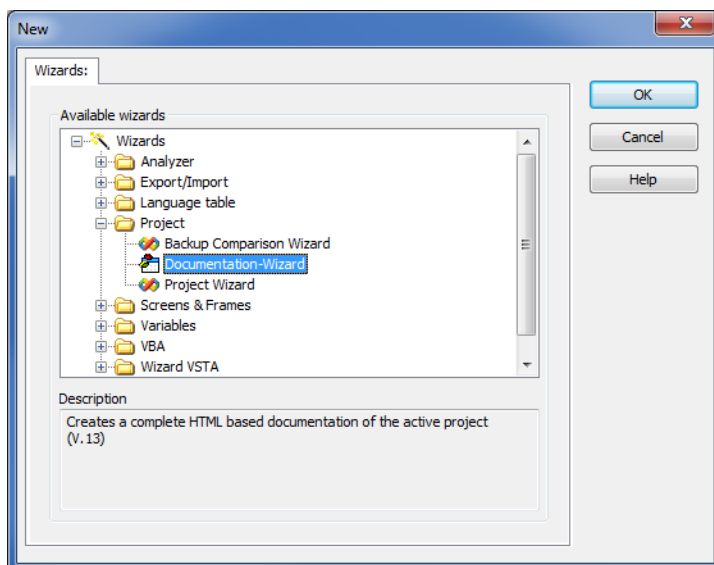 New
Wizards:
OK
Available wizards
Wizards
Cancel
Analyzer
Export/Import
Help
Language table
Project
Backup Comparison Wizard
Documentation-Wizard
Project Wizard
Screens & Frames
Variables
VBA
Wizard VSTA
Description
Creates a complete HTML based documentation of the active project
(V.13)